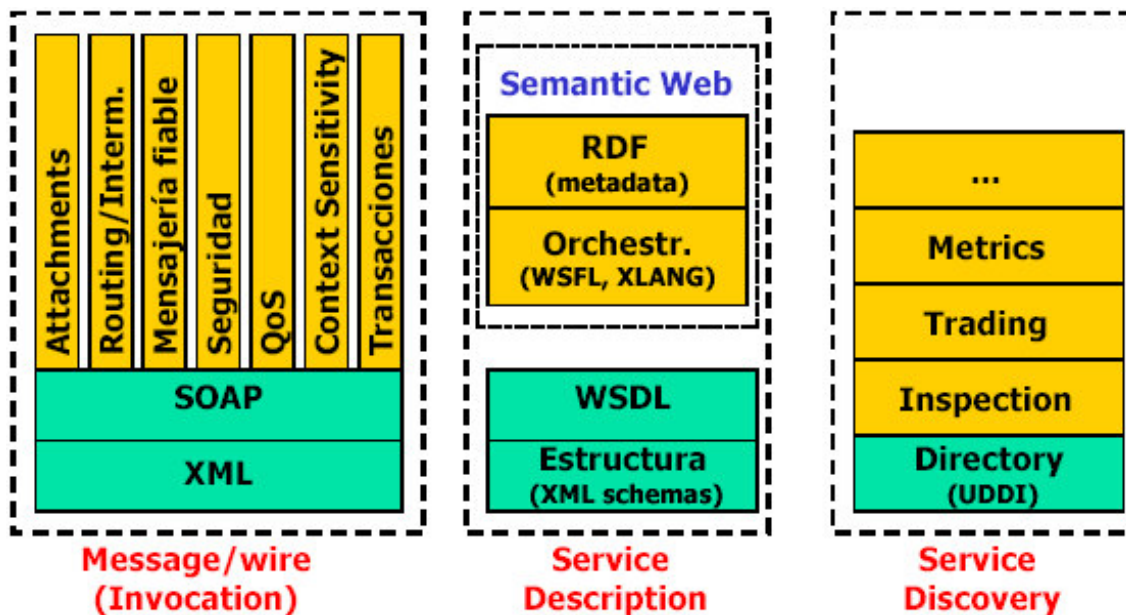 Attachments
Routing/Interm.
Mensajería fiable
Seguridad
QoS
Context Sensitivity
Transacciones
SOAP
XML
Message/wire
(Invocation)
Semantic Web
RDF
(metadata)
Orchestr.
(WSFL, XLANG)
WSDL
Estructura
(XML schemas)
Service
Description
...
Metrics
Trading
Inspection
Directory
(UDDI)
Service
Discovery